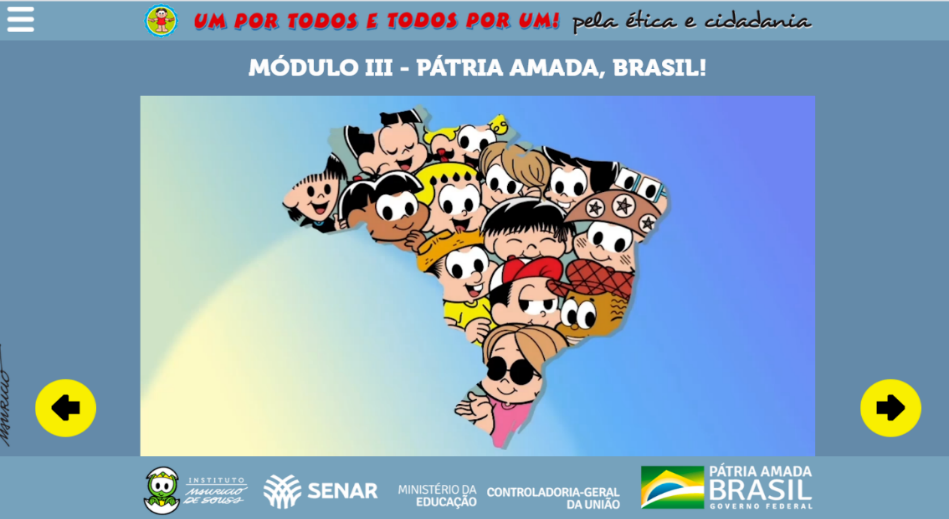 UM POR TODOS E TODOS POR UM! pela ética e cidadania
MÓDULO III - PÁTRIA AMADA, BRASIL!
mauricio
INSTITUTO
mauricio
DE SOUSA
SENAR
MINISTÉRIO DA
EDUCAÇÃO
CONTROLADORIA-GERAL
DA UNIÃO
PÁTRIA AMADA
BRASIL
GOVERNO FEDERAL